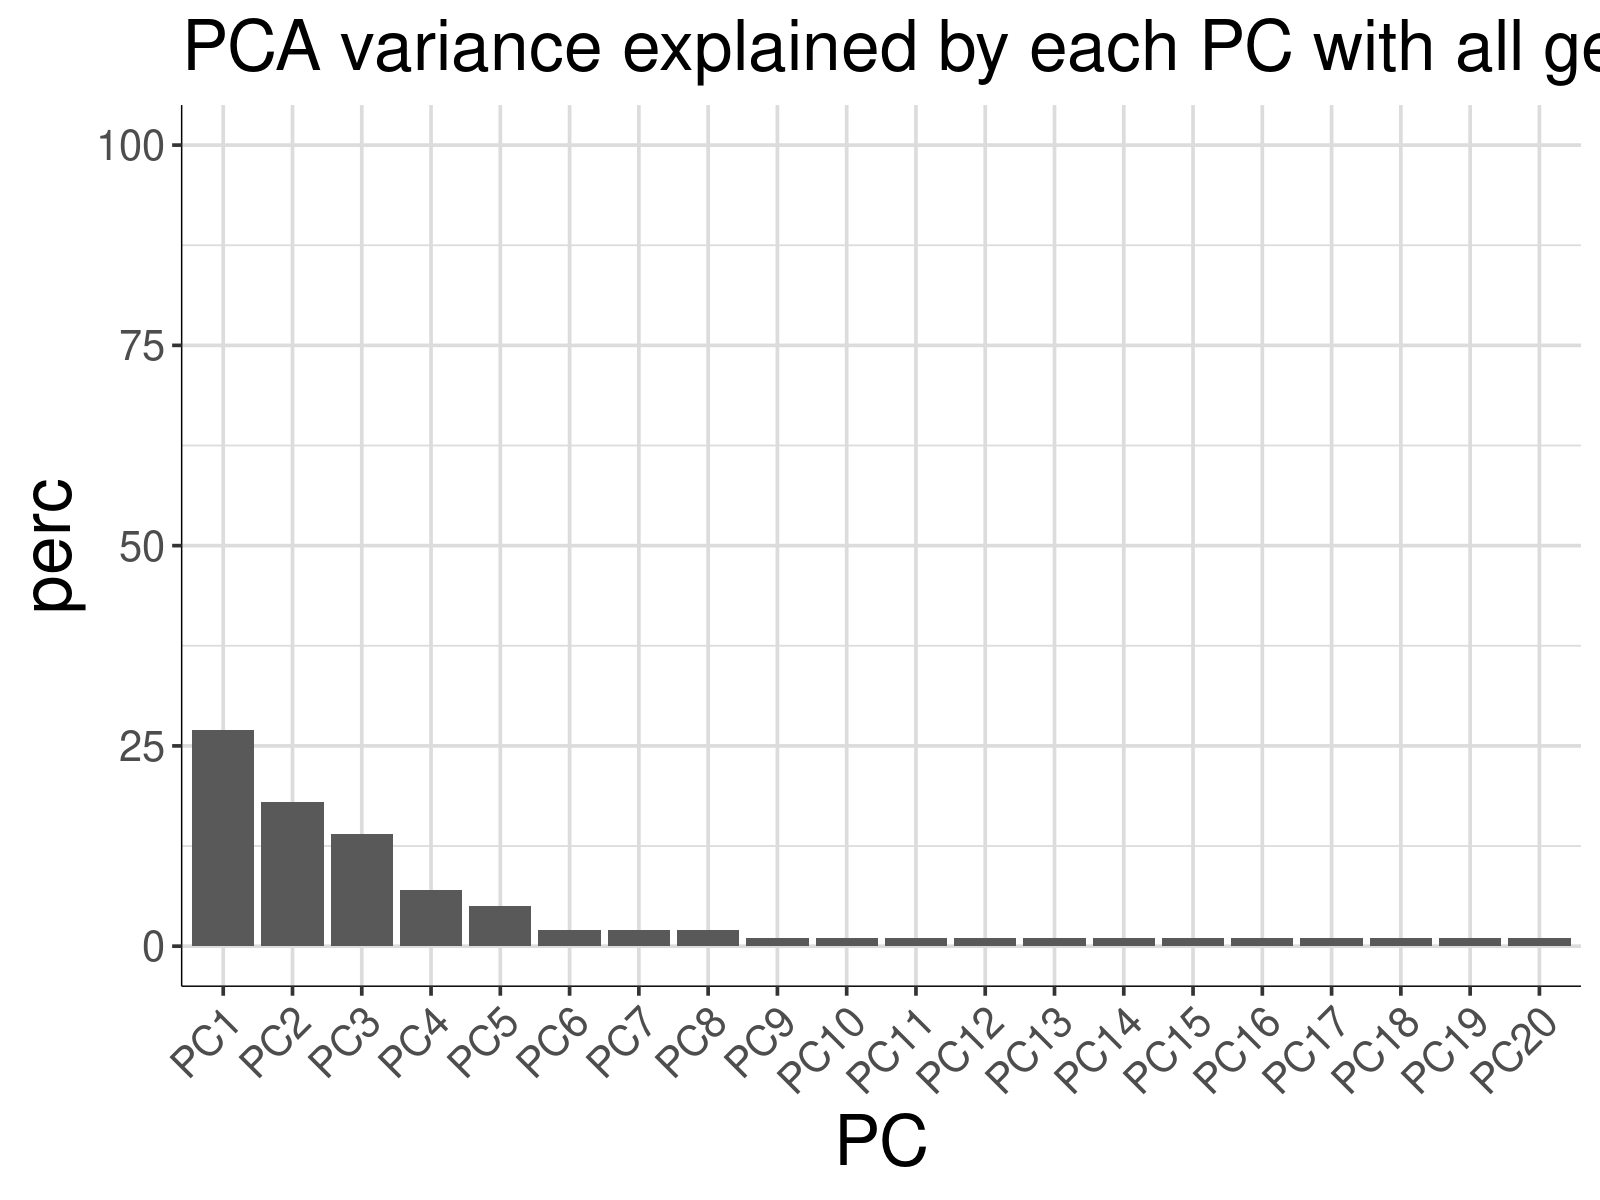 PCA variance explained by each PC with all ge
100
75
50
25
0
perc
PC1 PC2 PC3 PC4 PC5 PC6 PC7 PC8 PC9 PC10 PC11 PC12 PC13 PC14 PC15 PC16 PC17 PC18 PC19 PC20
PC